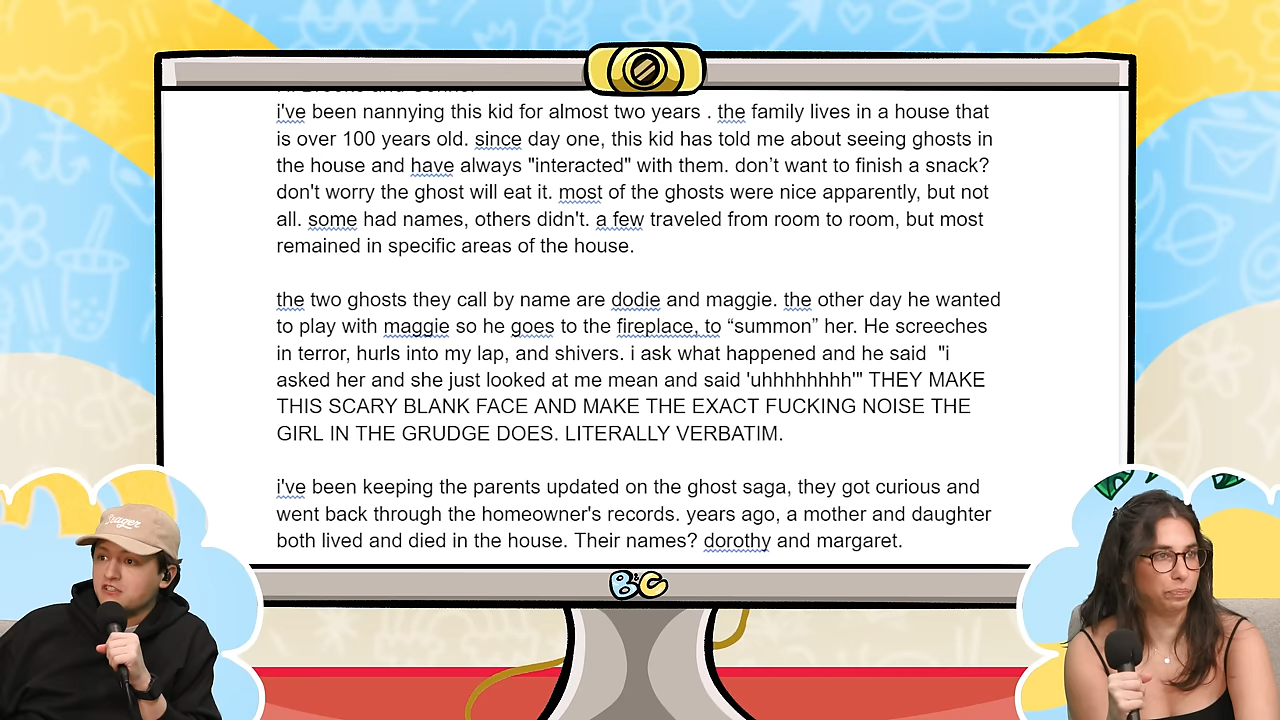 i've been nannying this kid for almost two years . the family lives in a house that
is over 100 years old. since day one, this kid has told me about seeing ghosts in
the house and have always "interacted" with them. don’t want to finish a snack?
don't worry the ghost will eat it. most of the ghosts were nice apparently, but not
all. some had names, others didn't. a few traveled from room to room, but most
remained in specific areas of the house.
the two ghosts they call by name are dodie and maggie. the other day he wanted
to play with maggie so he goes to the fireplace, to “summon” her. He screeches
in terror, hurls into my lap, and shivers. i ask what happened and he said "i
asked her and she just looked at me mean and said 'uhhhhhhhh'" THEY MAKE
THIS SCARY BLANK FACE AND MAKE THE EXACT FUCKING NOISE THE
GIRL IN THE GRUDGE DOES. LITERALLY VERBATIM.
i've been keeping the parents updated on the ghost saga, they got curious and
went back through the homeowner's records. years ago, a mother and daughter
both lived and died in the house. Their names? dorothy and margaret.
B&C